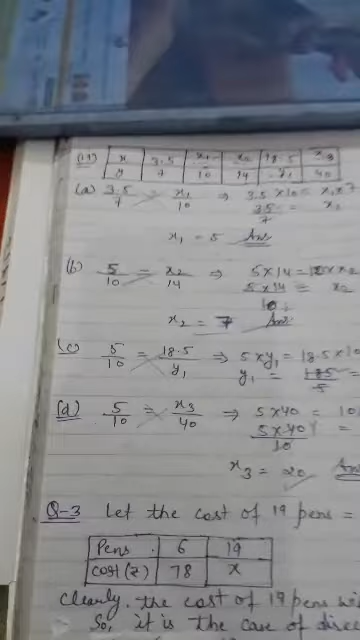 (ii) x 3.5 x₁ x₂ 18.5 x₃
y 7 10 14 y₁ 40
(a) 3.5/7 = x₁/10 ⇒ 3.5 × 10 = x₁ × 7
35/7 = x₁
x₁ = 5 Ans
(b) 5/10 = x₂/14 ⇒ 5 × 14 = 10 × x₂
5 × 14/10 = x₂
x₂ = 7 Ans
(c) 5/10 = 18.5/y₁ ⇒ 5 × y₁ = 18.5 × 10
y₁ = 185/5 =
(d) 5/10 = x₃/40 ⇒ 5 × 40 = 10
5 × 40/10 =
x₃ = 20 Ans
Q-3 Let the cost of 19 pens =
Pens 6 19
Cost (₹) 78 x
Clearly, the cost of 19 pens wi
So, it is the case of direc